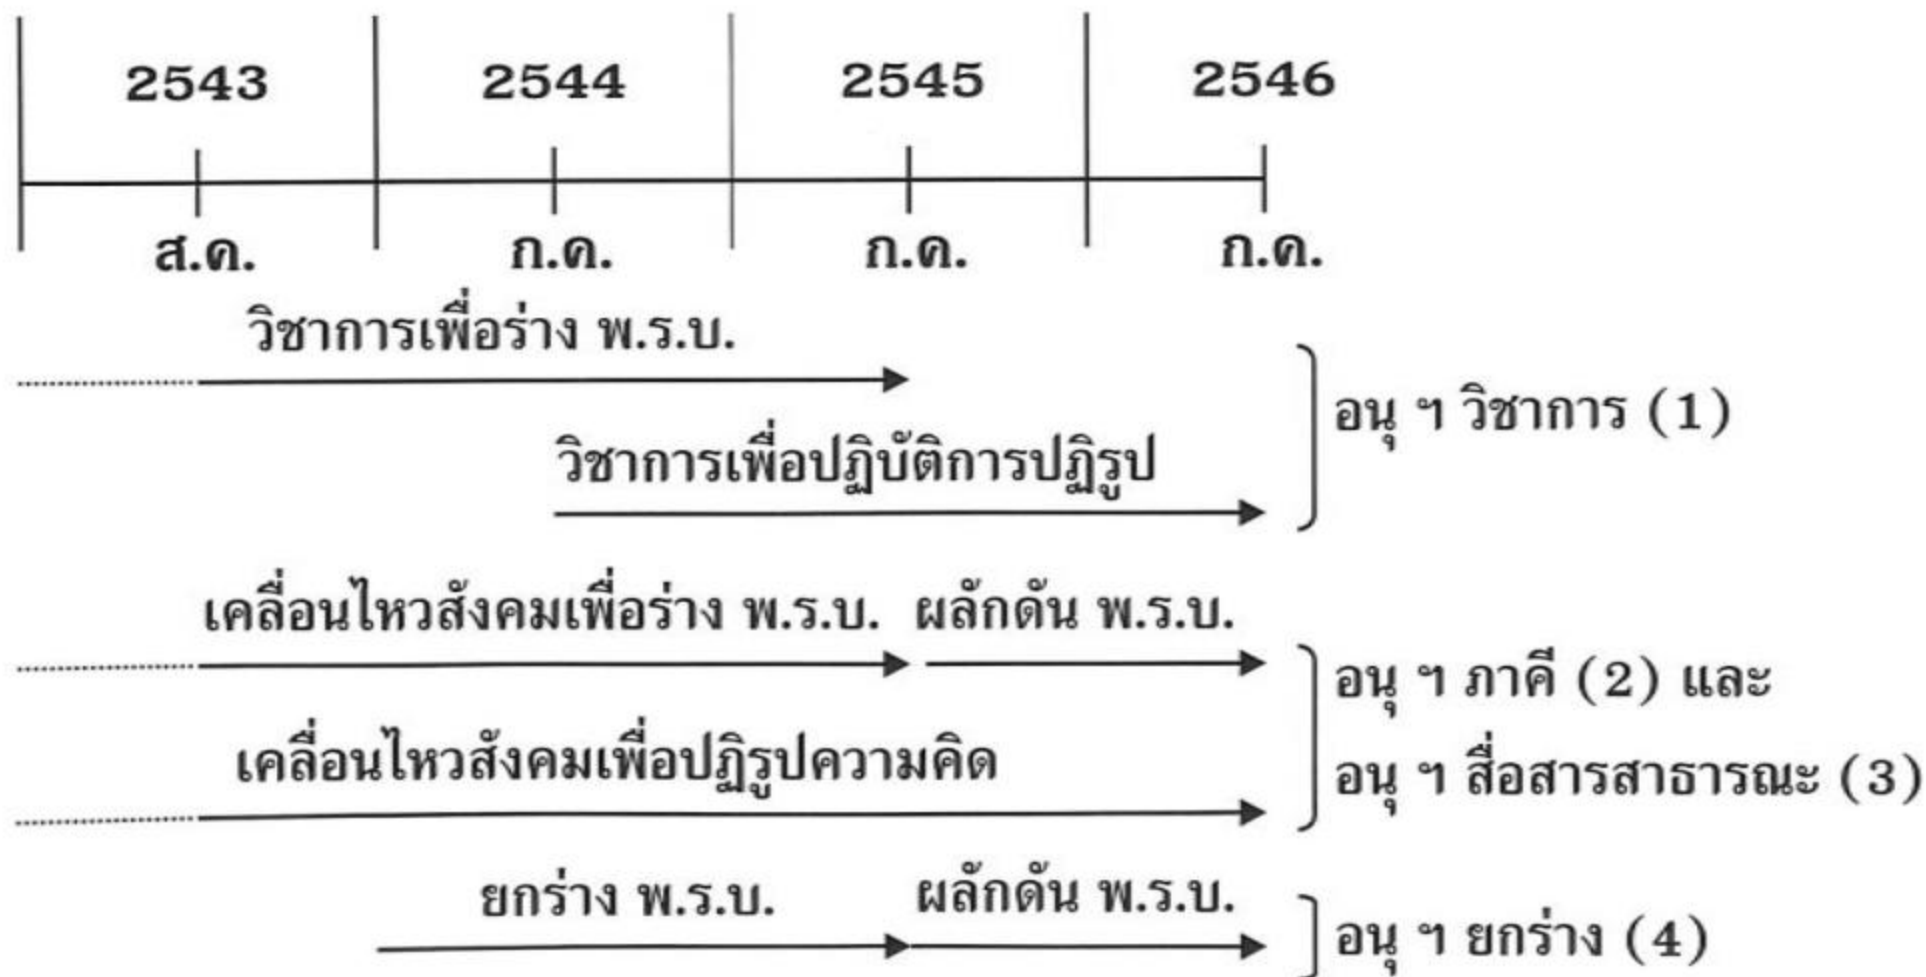 2543 2544 2545 2546
ส.ค. ก.ค. ก.ค. ก.ค.
วิชาการเพื่อร่าง พ.ร.บ.
อนุ ฯ วิชาการ (1)
วิชาการเพื่อปฏิบัติการปฏิรูป
เคลื่อนไหวสังคมเพื่อร่าง พ.ร.บ. ผลักดัน พ.ร.บ.
อนุ ฯ ภาคี (2) และ
เคลื่อนไหวสังคมเพื่อปฏิรูปความคิด
อนุ ฯ สื่อสารสาธารณะ (3)
ยกร่าง พ.ร.บ. ผลักดัน พ.ร.บ.
อนุ ฯ ยกร่าง (4)